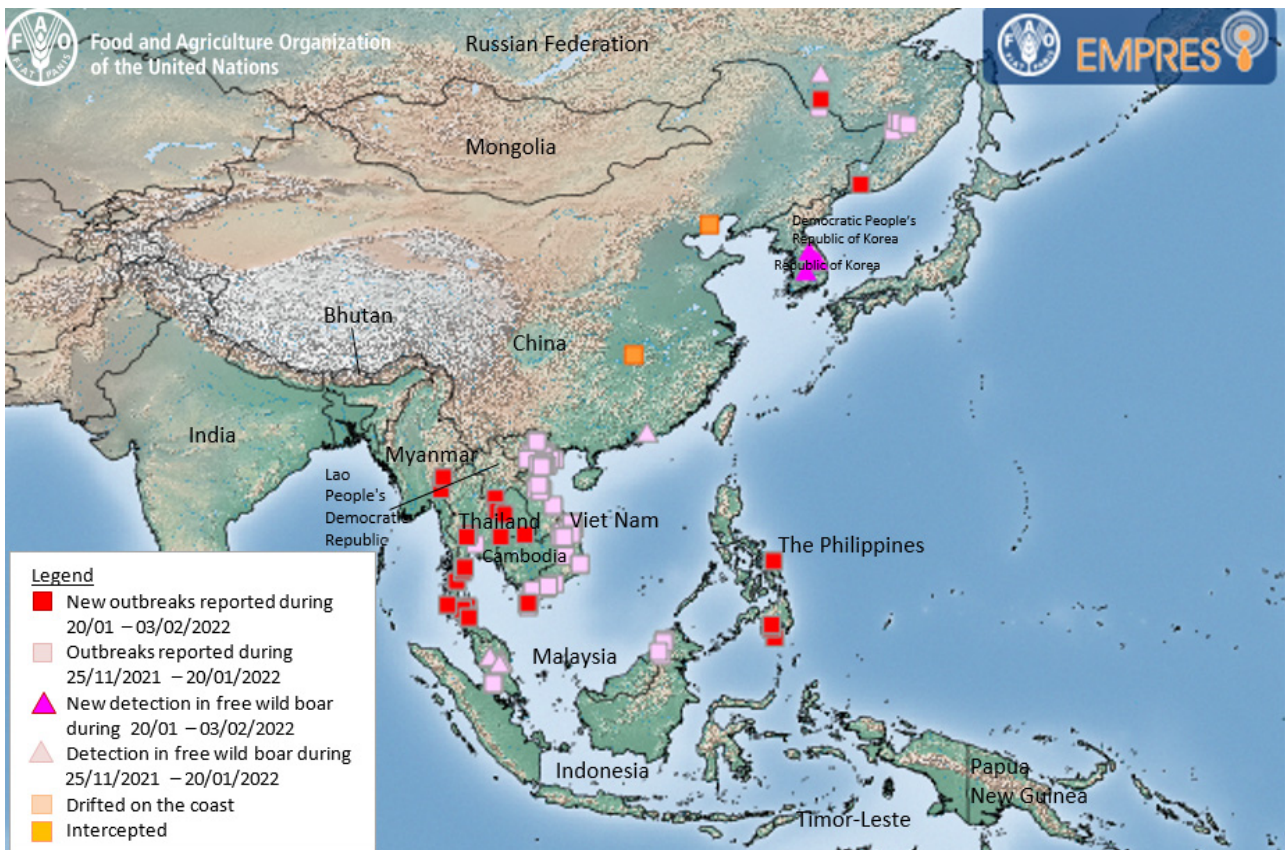 Food and Agriculture Organization
of the United Nations
FAO
FIAT PANIS
EMPRES
Russian Federation
Mongolia
Democratic People's
Republic of Korea
Republic of Korea
Bhutan
China
India
Myanmar
Lao
People's
Democratic
Republic
Thailand
Viet Nam
Cambodia
The Philippines
Malaysia
Indonesia
Papua
New Guinea
Timor-Leste
Legend
New outbreaks reported during
20/01 – 03/02/2022
Outbreaks reported during
25/11/2021 – 20/01/2022
New detection in free wild boar
during 20/01 – 03/02/2022
Detection in free wild boar during
25/11/2021 – 20/01/2022
Drifted on the coast
Intercepted